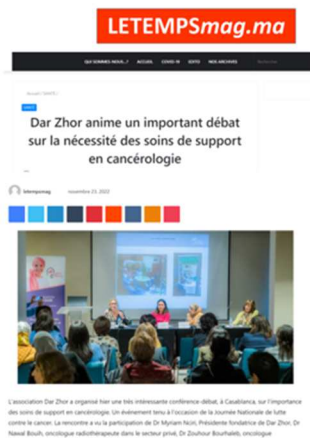 LETEMPSmag.ma
QUI SOMMES-NOUS..? ACCUEIL COVID-19 EDITO NOS ARCHIVES
Dar Zhor anime un important débat
sur la nécessité des soins de support
en cancérologie
letempsmag novembre 23, 2022
L'association Dar Zhor a organisé hier une très intéressante conférence-débat, à Casablanca, sur l'importance
des soins de support en cancérologie. Un événement tenu à l'occasion de la Journée Nationale de lutte
contre le cancer. La rencontre a vu la participation de Dr Myriam Nciri, Présidente fondatrice de Dar Zhor, Dr
Nawal Bouih, oncologue radiothérapeute dans le secteur privé, Dr Zouhour Bourhaleb, oncologue